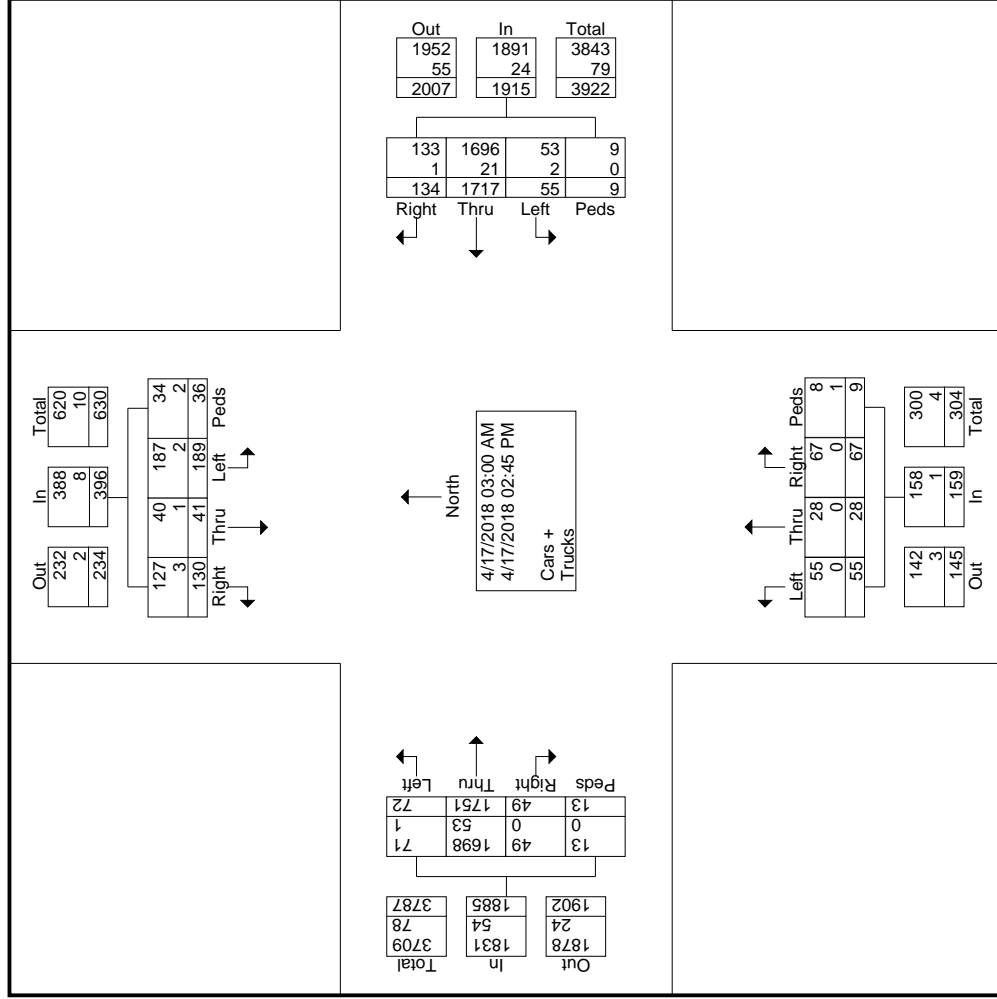 Out In Total
1952 1891 3843
55 24 79
2007 1915 3922
133 1696 53 9
1 21 2 0
134 1717 55 9
Right Thru Left Peds
Total
620
10
630
In
388
8
396
Out
232
2
234
34 2 36 Peds
187 2 189 Left
40 1 41 Thru
127 3 130 Right
North
4/17/2018 03:00 AM
4/17/2018 02:45 PM
Cars +
Trucks
Peds 8 1 9
Right 67 0 67
Thru 28 0 28
Left 55 0 55
300
4
304
Total
158
1
159
In
142
3
145
Out
Left Thru Right Peds
72 1751 49 13
1 53 0 0
71 1698 49 13
3787 1885 1902
78 54 24
3709 1831 1878
Total In Out